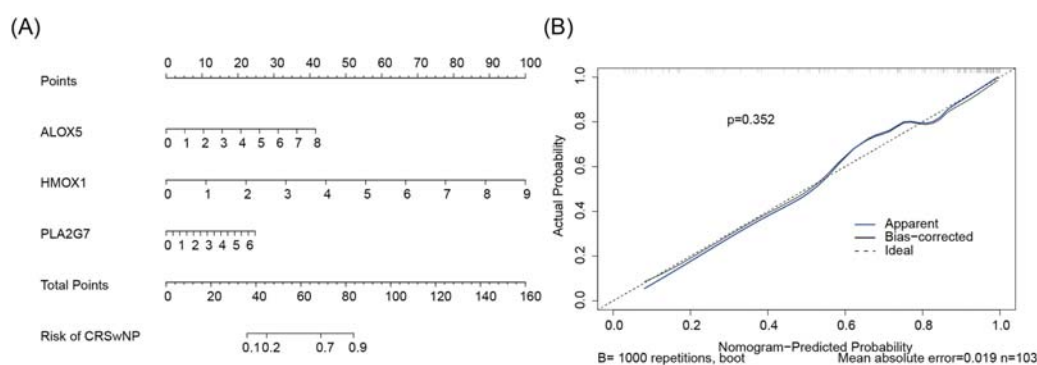 (A)
Points
0 10 20 30 40 50 60 70 80 90 100
ALOX5
0 1 2 3 4 5 6 7 8
HMOX1
0 1 2 3 4 5 6 7 8 9
PLA2G7
0 1 2 3 4 5 6
Total Points
0 20 40 60 80 100 120 140 160
Risk of CRSwNP
0.1 0.2 0.7 0.9
(B)
p=0.352
Actual Probability
0.0 0.2 0.4 0.6 0.8 1.0
Apparent
Bias-corrected
Ideal
0.0 0.2 0.4 0.6 0.8 1.0
Nomogram-Predicted Probability
B= 1000 repetitions, boot Mean absolute error=0.019 n=103